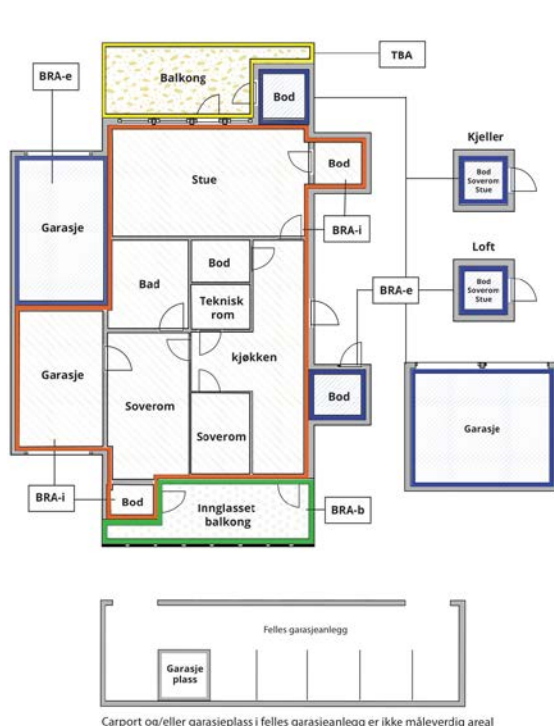 TBA
BRA-e
Balkong
Bod
Kjeller
Bod
Soverom
Stue
Stue
Bod
BRA-i
Garasje
Loft
Bod
Soverom
Stue
BRA-e
Bad
Bod
Teknisk
rom
kjøkken
Garasje
Soverom
Soverom
Bod
Garasje
BRA-i
Bod
Innglasset
balkong
BRA-b
Felles garasjeanlegg
Garasje
plass
Carport og/eller garasjeplass i felles garasjeanlegg er ikke måleverdig areal